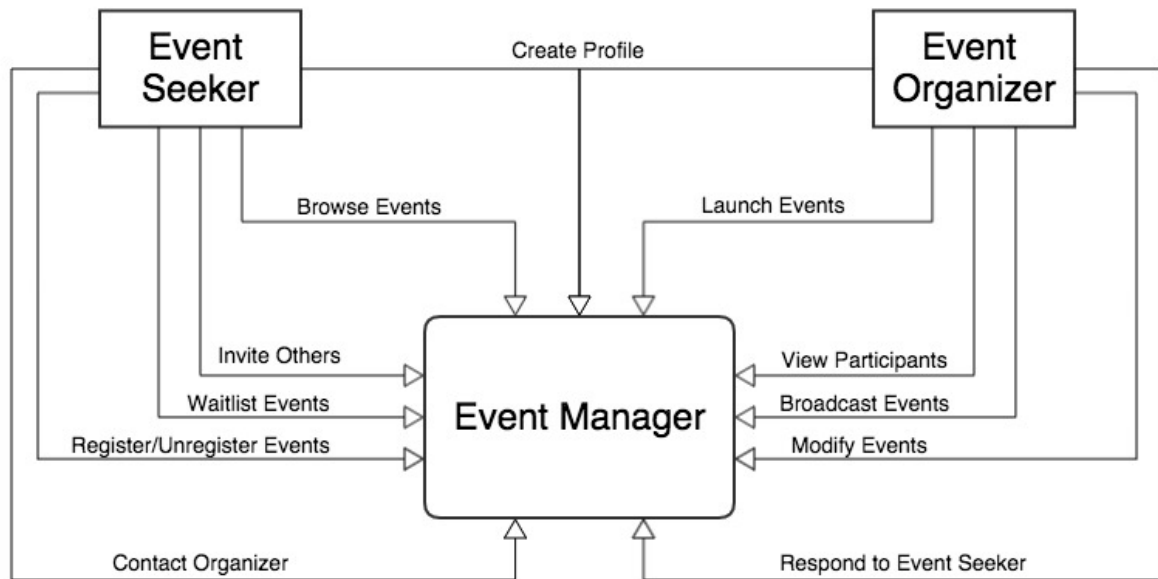 Event
Seeker
Create Profile
Event
Organizer
Browse Events
Launch Events
Invite Others
View Participants
Waitlist Events
Event Manager
Broadcast Events
Register/Unregister Events
Modify Events
Contact Organizer
Respond to Event Seeker